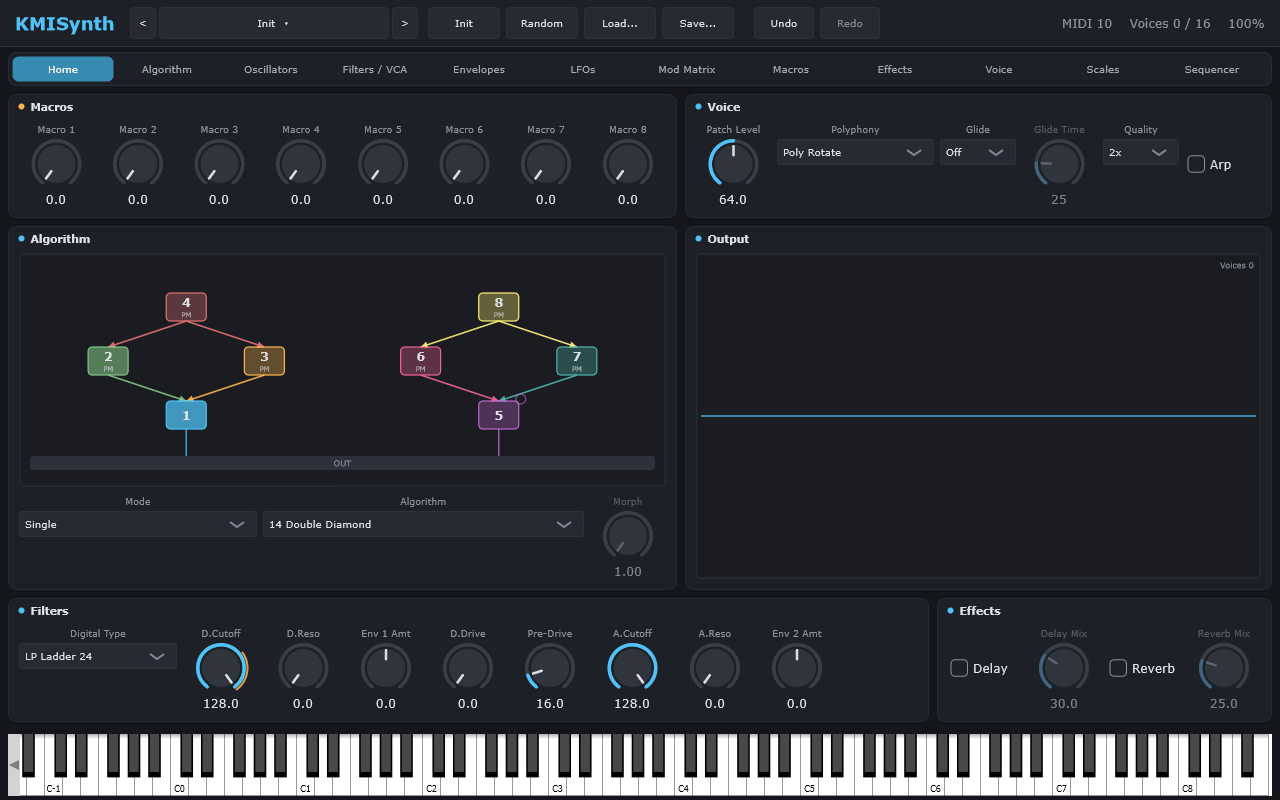 KMISynth < Init > Init Random Load... Save... Undo Redo MIDI 10 Voices 0 / 16 100%
Home Algorithm Oscillators Filters / VCA Envelopes LFOs Mod Matrix Macros Effects Voice Scales Sequencer
Macros
Macro 1 Macro 2 Macro 3 Macro 4 Macro 5 Macro 6 Macro 7 Macro 8
0.0 0.0 0.0 0.0 0.0 0.0 0.0 0.0
Voice
Patch Level Polyphony Glide Glide Time Quality
Poly Rotate Off 2x Arp
64.0 25
Algorithm
4
PM
8
PM
2
PM
3
PM
6
PM
7
PM
1
5
OUT
Mode Algorithm Morph
Single 14 Double Diamond
1.00
Output
Voices 0
Filters
Digital Type D.Cutoff D.Reso Env 1 Amt D.Drive Pre-Drive A.Cutoff A.Reso Env 2 Amt
LP Ladder 24
128.0 0.0 0.0 0.0 16.0 128.0 0.0 0.0
Effects
Delay Mix Reverb Mix
Delay Reverb
30.0 25.0
C-1 C0 C1 C2 C3 C4 C5 C6 C7 C8